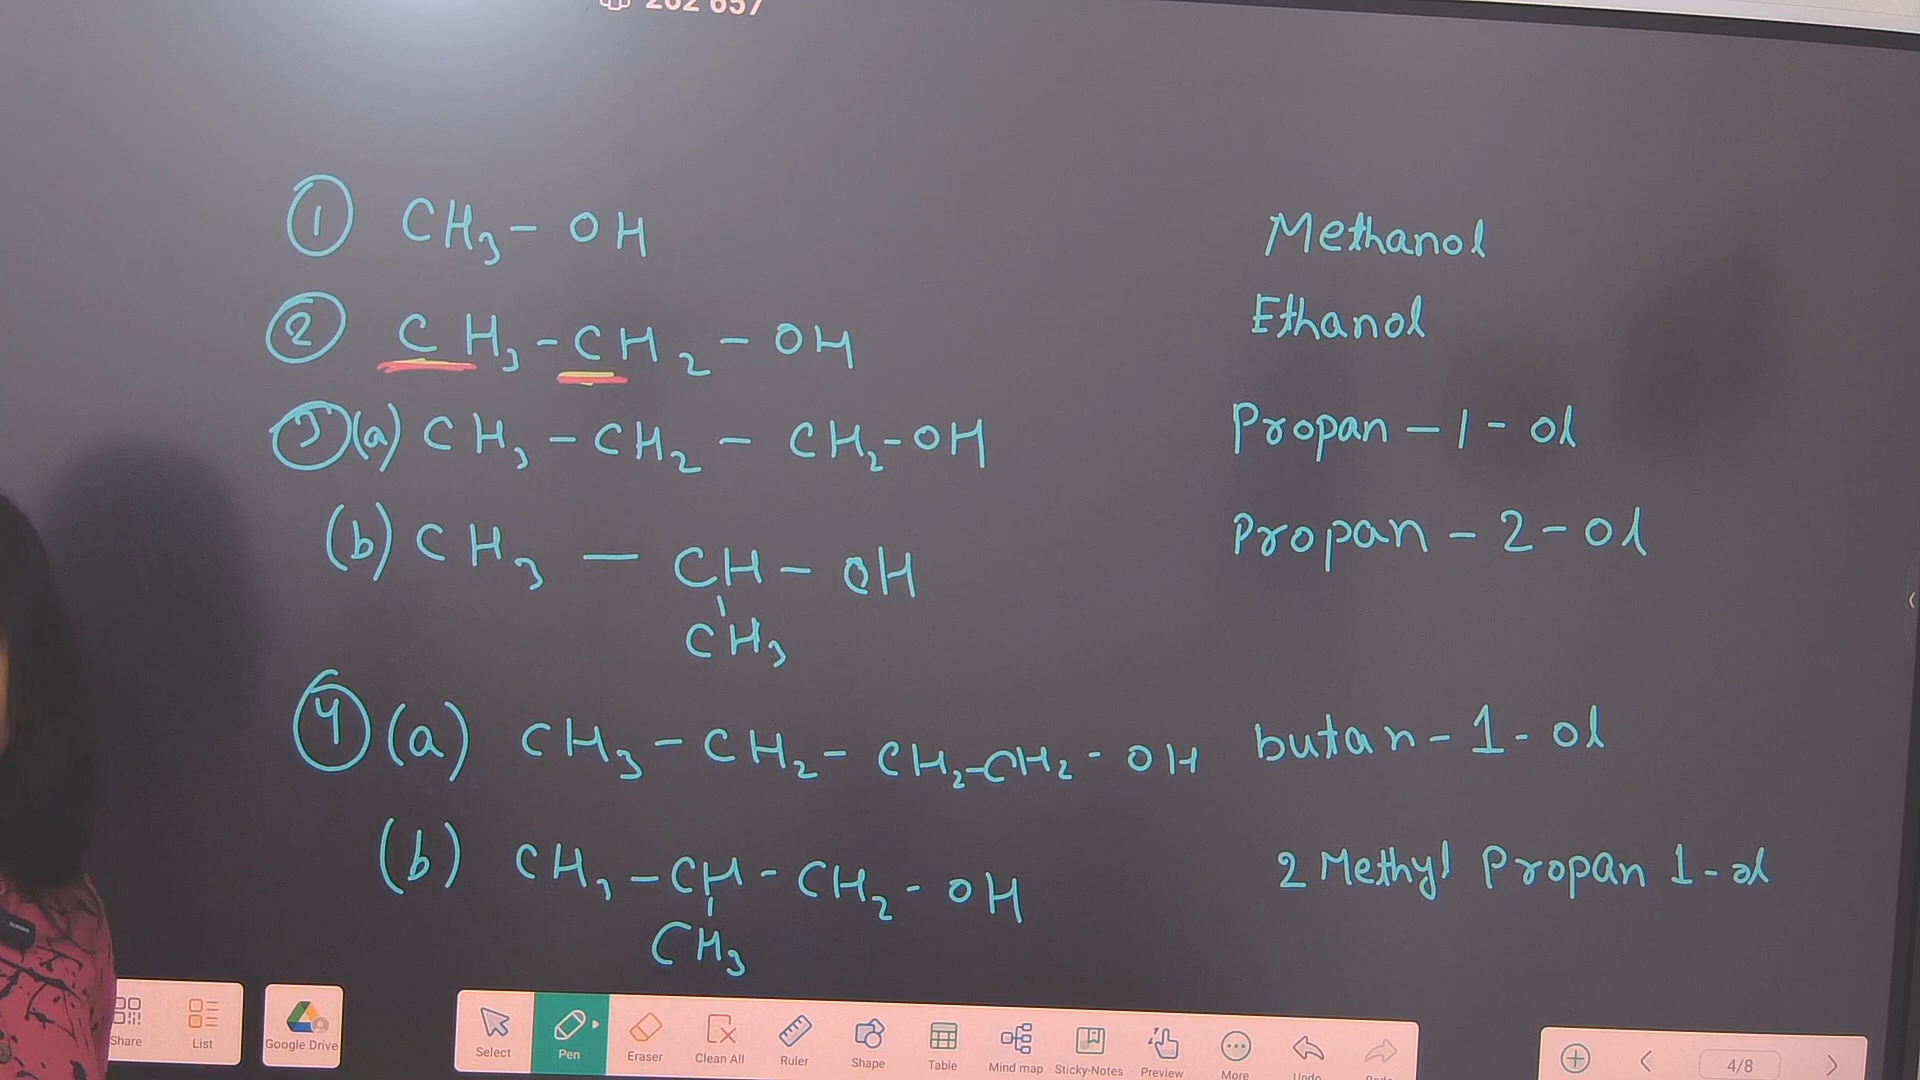 202 657
① CH₃ - OH Methanol
② CH₃ - CH₂ - OH Ethanol
③ (a) CH₃ - CH₂ - CH₂-OH Propan - 1 - ol
(b) CH₃ — CH - OH Propan - 2 - ol
CH₃
④ (a) CH₃ - CH₂ - CH₂-CH₂ - OH butan - 1 - ol
(b) CH₃ - CH - CH₂ - OH 2 Methyl Propan 1-ol
CH₃
Share List Google Drive Select Pen Eraser Clean All Ruler Shape Table Mind map Sticky-Notes Preview More Undo 4/8